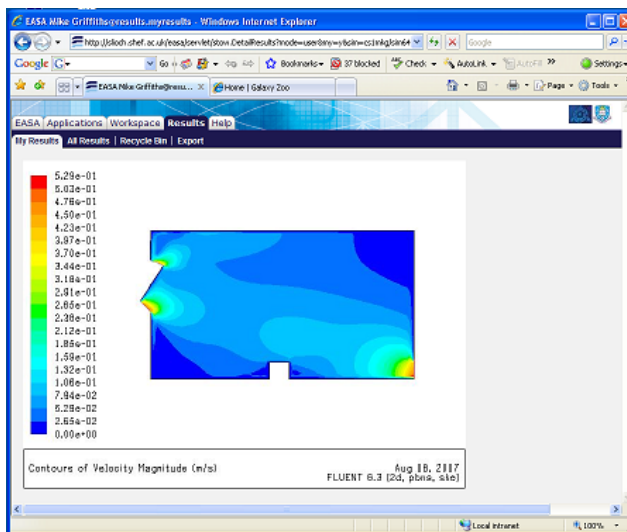 EASA Mike Griffiths@results.myresults - Windows Internet Explorer
Google
Google G Go Bookmarks 37 blocked Check AutoLink AutoFill Settings
EASA Mike Griffiths@resu... Home | Galaxy Zoo Page Tools
EASA Applications Workspace Results Help
My Results All Results Recycle Bin Export
5.29e-01
5.03e-01
4.76e-01
4.50e-01
4.23e-01
3.97e-01
3.70e-01
3.44e-01
3.18e-01
2.91e-01
2.65e-01
2.38e-01
2.12e-01
1.85e-01
1.59e-01
1.32e-01
1.06e-01
7.94e-02
5.29e-02
2.65e-02
0.00e+00
Contours of Velocity Magnitude (m/s)
Aug 18, 2007
FLUENT 6.3 (2d, pbns, ske)
Local intranet 100%